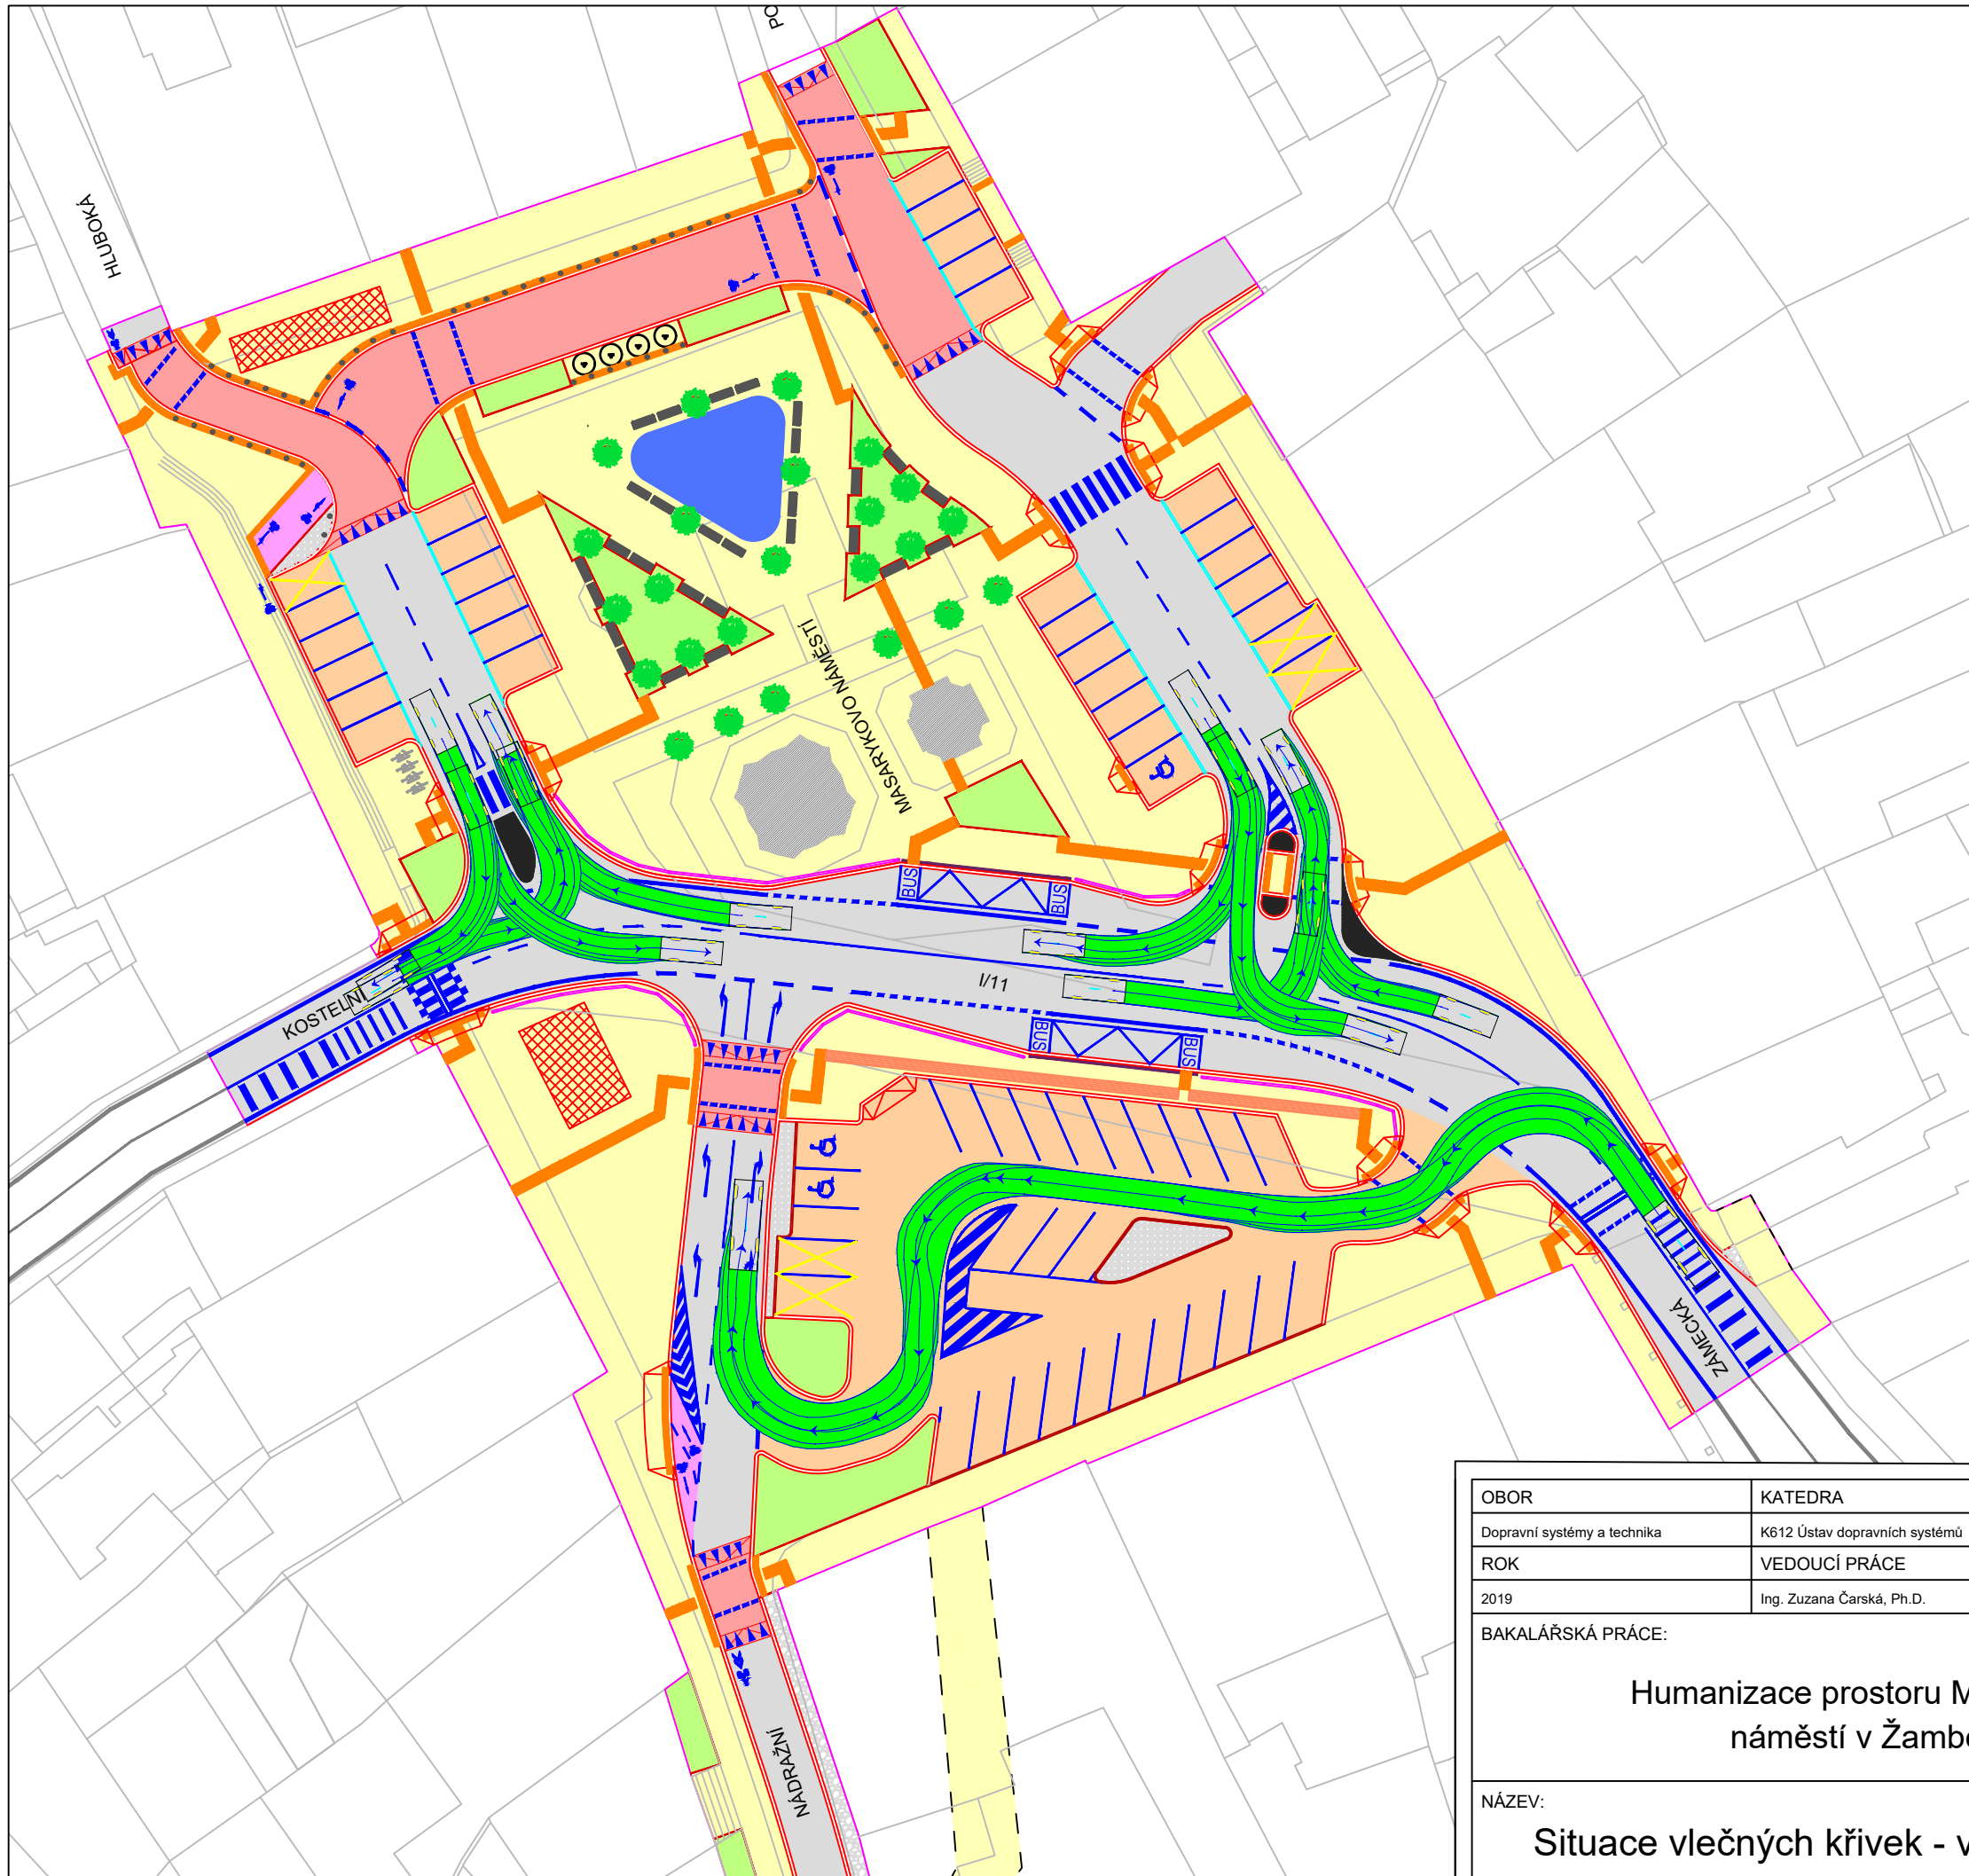 PO
HLUBOKÁ
MASARYKOVO NÁMĚSTÍ
BUS
BUS
I/11
KOSTELNÍ
BUS
BUS
ZÁMECKÁ
NÁDRAŽNÍ
OBOR
KATEDRA
Dopravní systémy a technika
K612 Ústav dopravních systémů
ROK
VEDOUCÍ PRÁCE
2019
Ing. Zuzana Čarská, Ph.D.
BAKALÁŘSKÁ PRÁCE:
Humanizace prostoru M
náměstí v Žambe
NÁZEV:
Situace vlečných křivek - v